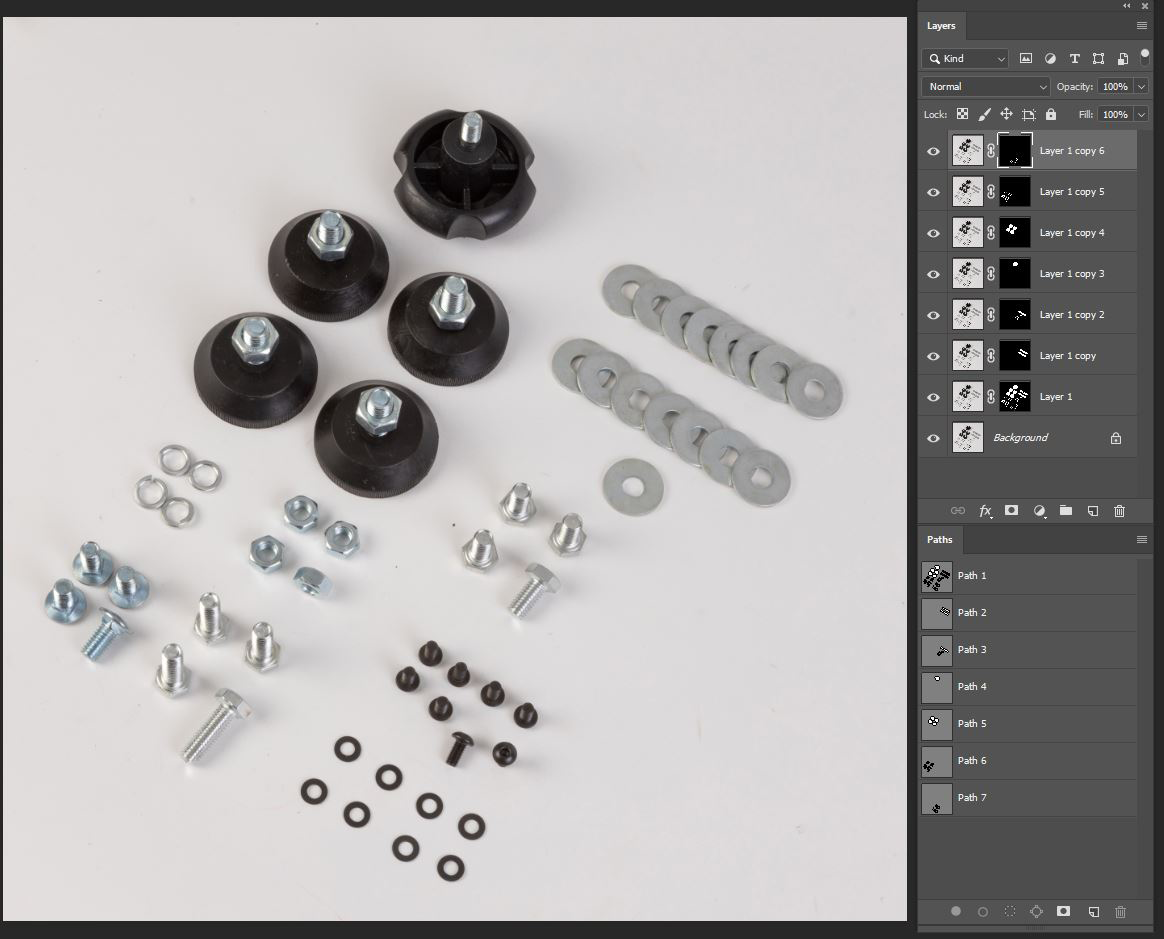 Layers
Kind
Normal Opacity: 100%
Lock: Fill: 100%
Layer 1 copy 6
Layer 1 copy 5
Layer 1 copy 4
Layer 1 copy 3
Layer 1 copy 2
Layer 1 copy
Layer 1
Background
fx
Paths
Path 1
Path 2
Path 3
Path 4
Path 5
Path 6
Path 7